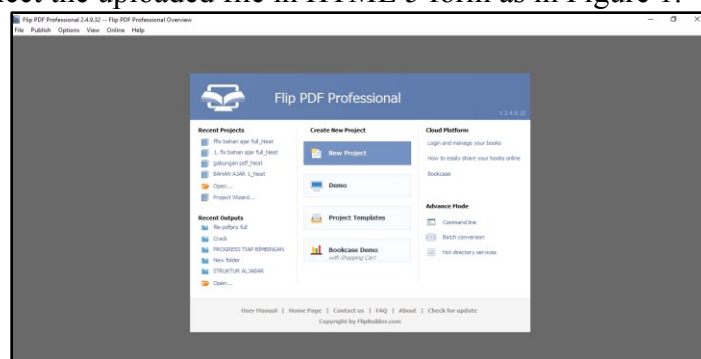 eet the uploaded file in HTML 5 form as in Figure 1.
Flip PDF Professional 2.4.9.32 -- Flip PDF Professional Overview
File Publish Options View Online Help
Flip PDF Professional
V 2.4.9.32
Recent Projects
ffix bahan ajar full_Neat
1. fix bahan ajar full_Neat
gabungan pdf_Neat
BAHAN AJAR 1_Neat
Open...
Project Wizard...
Recent Outputs
file pdfpro full
Crack
PROGRESS TIAP BIMBINGAN
New folder
STRUKTUR ALJABAR
Open...
Create New Project
New Project
Demo
Project Templates
Bookcase Demo
with Shopping Cart
Cloud Platform
Login and manage your books
How to easily share your books online
Bookcase
Advance Mode
Command line
Batch conversion
Hot directory services
User Manual | Home Page | Contact us | FAQ | About | Check for update
Copyright by FlipBuilder.com